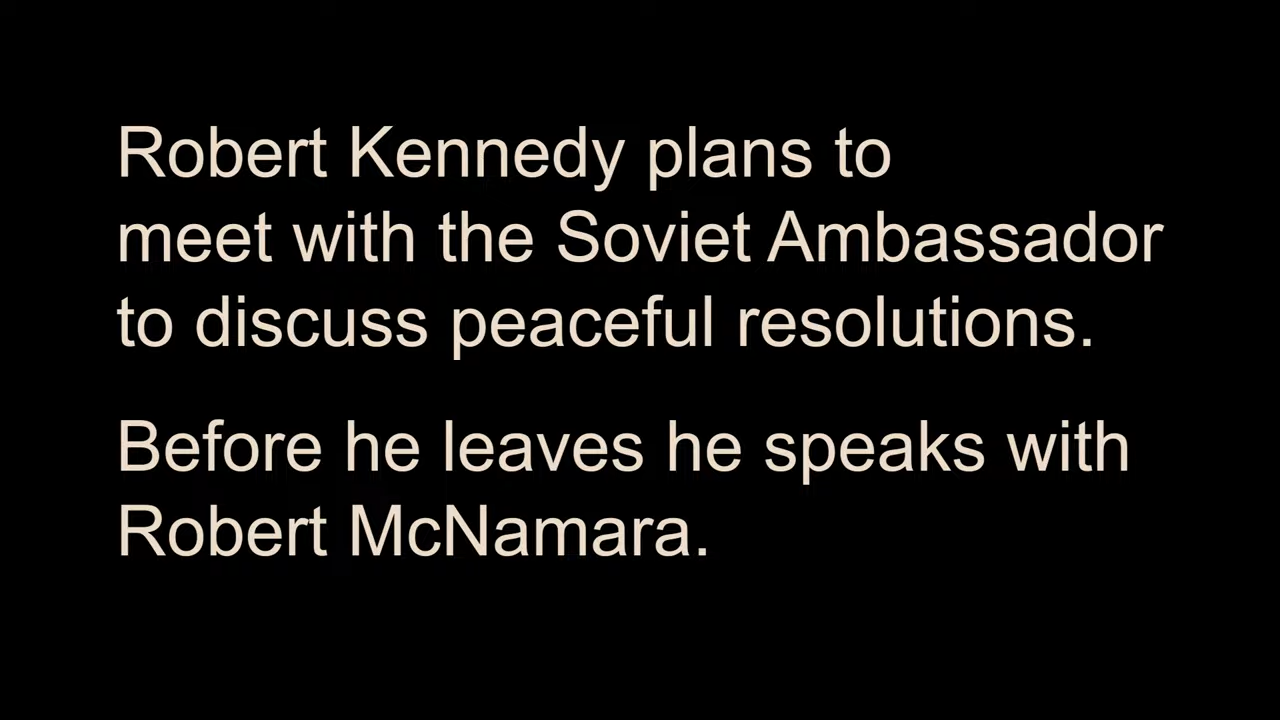 Robert Kennedy plans to
meet with the Soviet Ambassador
to discuss peaceful resolutions.
Before he leaves he speaks with
Robert McNamara.